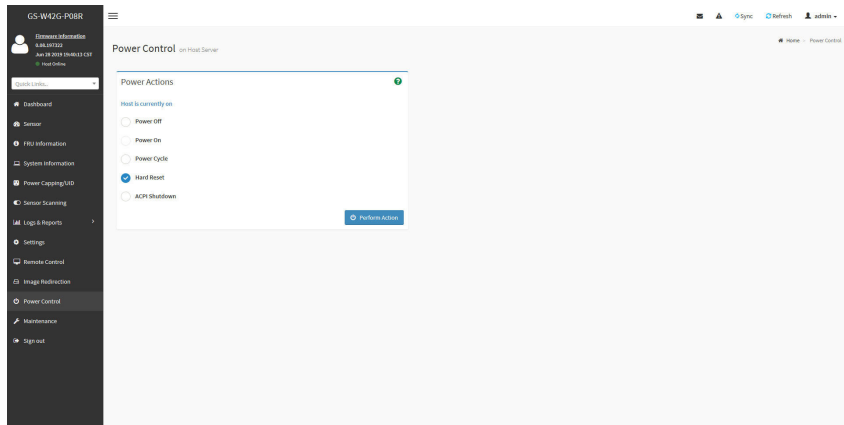 GS-W42G-P08R
Sync
Refresh
admin
Firmware Information
0.80.197322
Jun 28 2019 19:40:13 CST
Host Online
Power Control on Host Server
Home - Power Control
Quick Links...
Power Actions
Dashboard
Host is currently on
Sensor
Power Off
FRU Information
Power On
System Information
Power Cycle
Power Capping/UID
Hard Reset
Sensor Scanning
ACPI Shutdown
Logs & Reports
Perform Action
Settings
Remote Control
Image Redirection
Power Control
Maintenance
Sign out